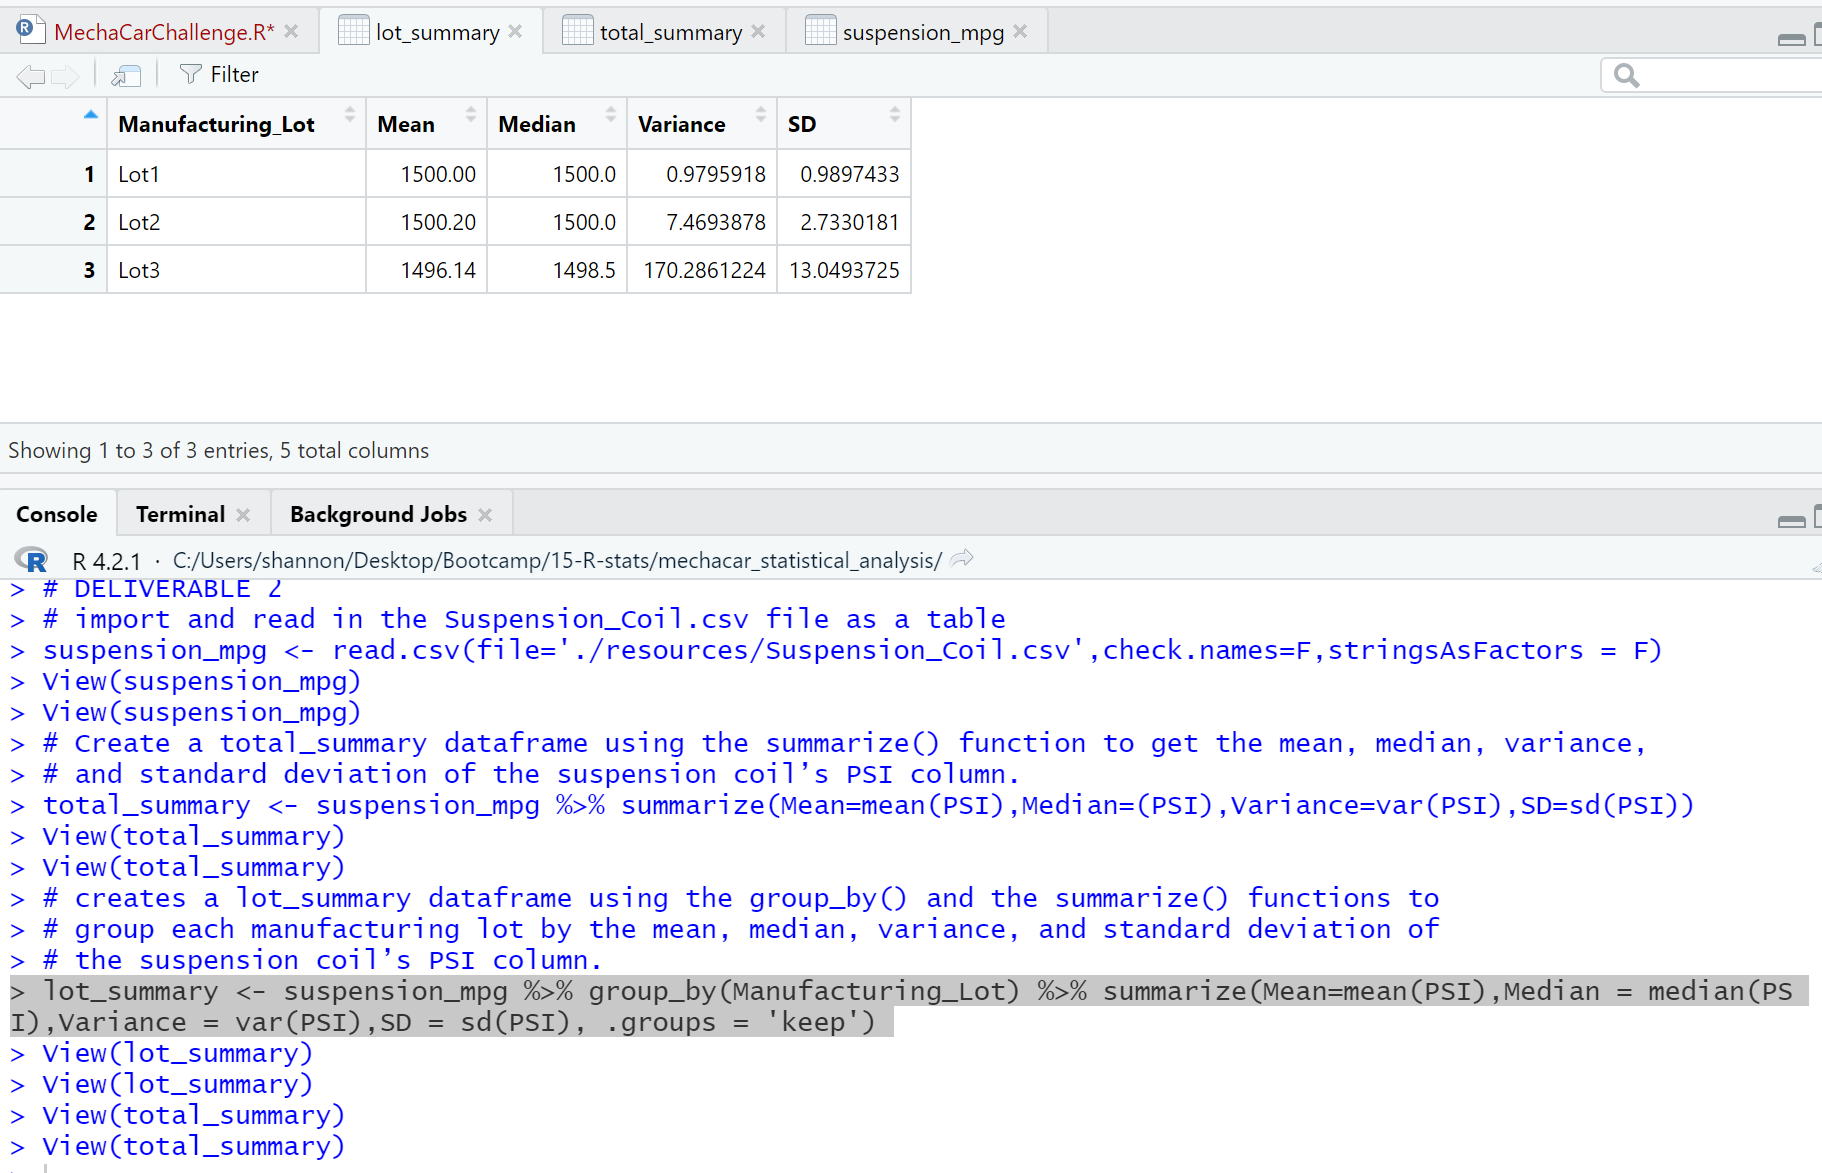 MechaCarChallenge.R* lot_summary total_summary suspension_mpg
Filter
Manufacturing_Lot Mean Median Variance SD
1 Lot1 1500.00 1500.0 0.9795918 0.9897433
2 Lot2 1500.20 1500.0 7.4693878 2.7330181
3 Lot3 1496.14 1498.5 170.2861224 13.0493725
Showing 1 to 3 of 3 entries, 5 total columns
Console Terminal Background Jobs
R R 4.2.1 · C:/Users/shannon/Desktop/Bootcamp/15-R-stats/mechacar_statistical_analysis/
> # DELIVERABLE 2
> # import and read in the Suspension_Coil.csv file as a table
> suspension_mpg <- read.csv(file='./resources/Suspension_Coil.csv',check.names=F,stringsAsFactors = F)
> View(suspension_mpg)
> View(suspension_mpg)
> # Create a total_summary dataframe using the summarize() function to get the mean, median, variance,
> # and standard deviation of the suspension coil’s PSI column.
> total_summary <- suspension_mpg %>% summarize(Mean=mean(PSI),Median=(PSI),Variance=var(PSI),SD=sd(PSI))
> View(total_summary)
> View(total_summary)
> # creates a lot_summary dataframe using the group_by() and the summarize() functions to
> # group each manufacturing lot by the mean, median, variance, and standard deviation of
> # the suspension coil’s PSI column.
> lot_summary <- suspension_mpg %>% group_by(Manufacturing_Lot) %>% summarize(Mean=mean(PSI),Median = median(PS
I),Variance = var(PSI),SD = sd(PSI), .groups = 'keep')
> View(lot_summary)
> View(lot_summary)
> View(total_summary)
> View(total_summary)